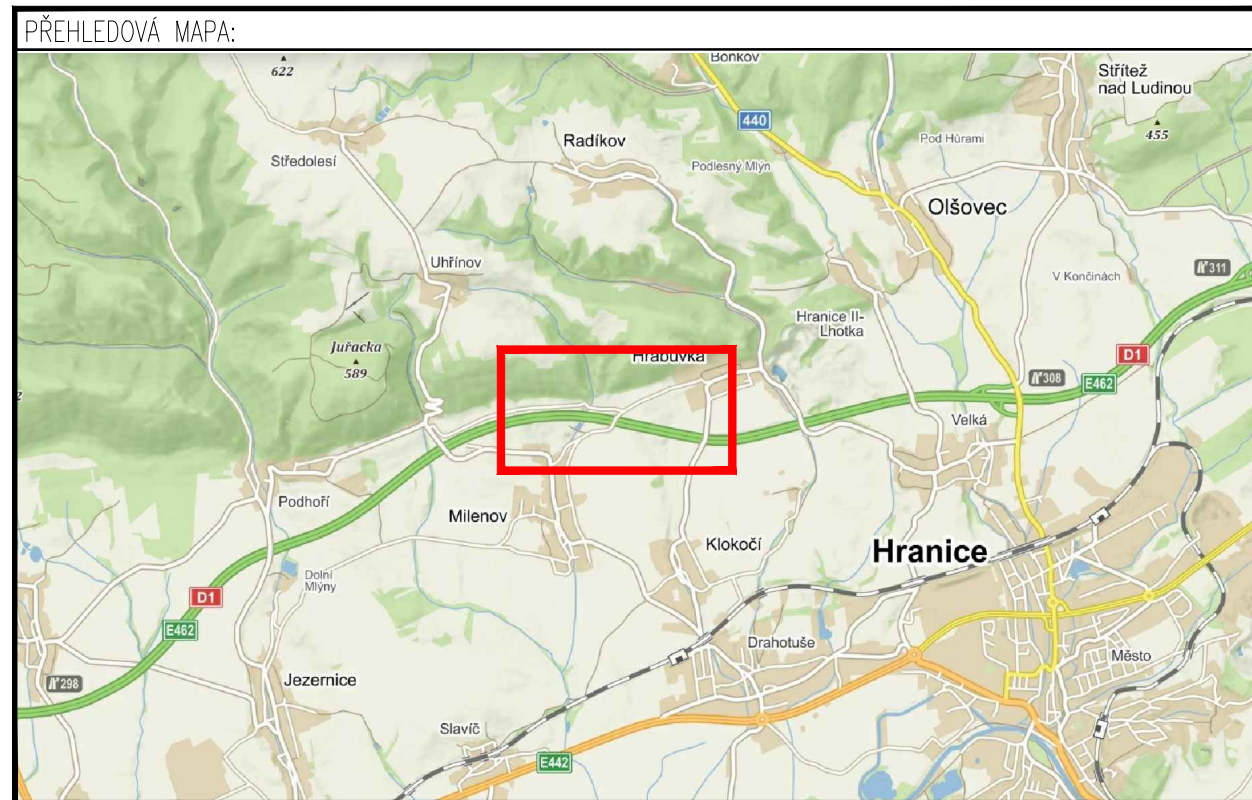 PŘEHLEDOVÁ MAPA:
622
Bonkov
Střítež
nad Ludinou
455
440
Radíkov
Pod Hůrami
Středolesí
Podlesný Mlýn
Olšovec
Uhřínov
V Končinách
311
Hranice II-
Lhotka
Juřacka
589
Hrabůvka
D1
308
E462
Velká
Podhoří
Milenov
Klokočí
Hranice
Dolní
Mlýny
D1
E462
Drahotuše
Město
298
Jezernice
Slavíč
E442